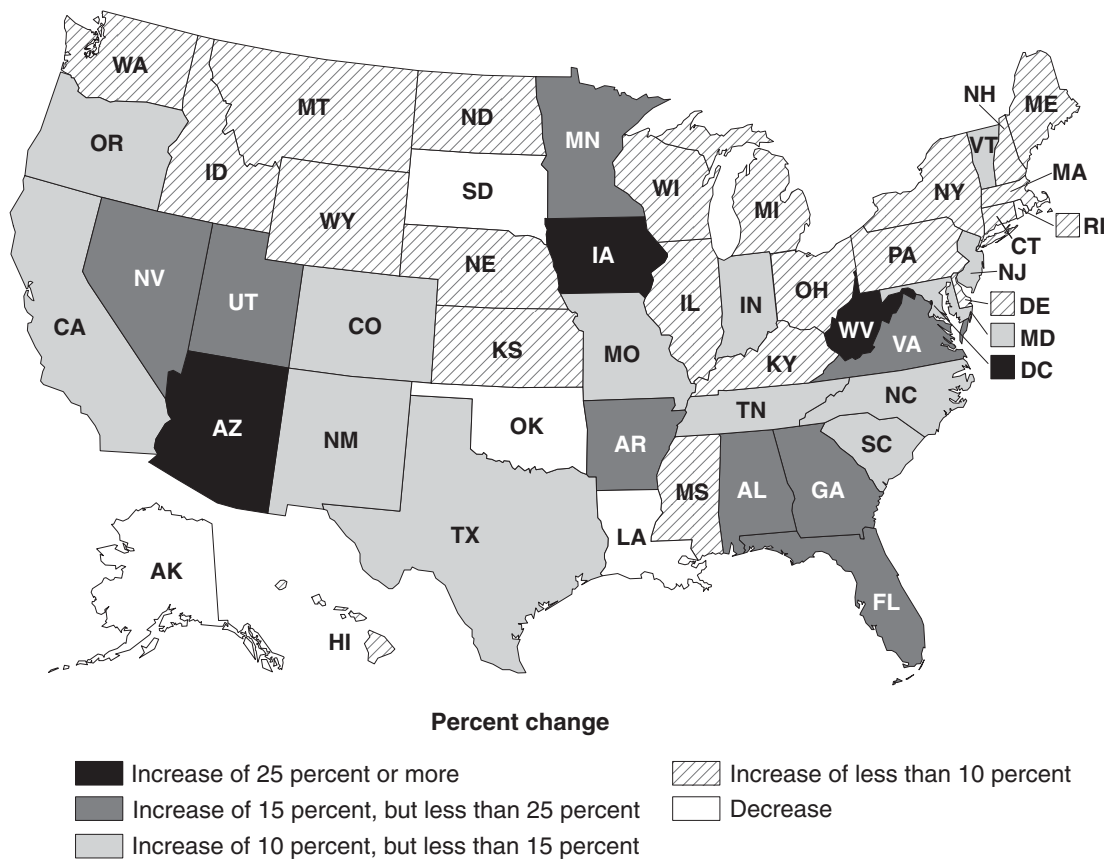 WA
MT
ND
MN
OR
ID
SD
WI
MI
NH
ME
VT
MA
NY
RI
WY
NE
IA
PA
CT
NJ
NV
UT
CO
IL
IN
OH
WV
DE
MD
CA
KS
MO
KY
VA
DC
AZ
NM
OK
AR
TN
NC
SC
MS
AL
GA
TX
LA
AK
HI
FL
Percent change
Increase of 25 percent or more
Increase of 15 percent, but less than 25 percent
Increase of 10 percent, but less than 15 percent
Increase of less than 10 percent
Decrease